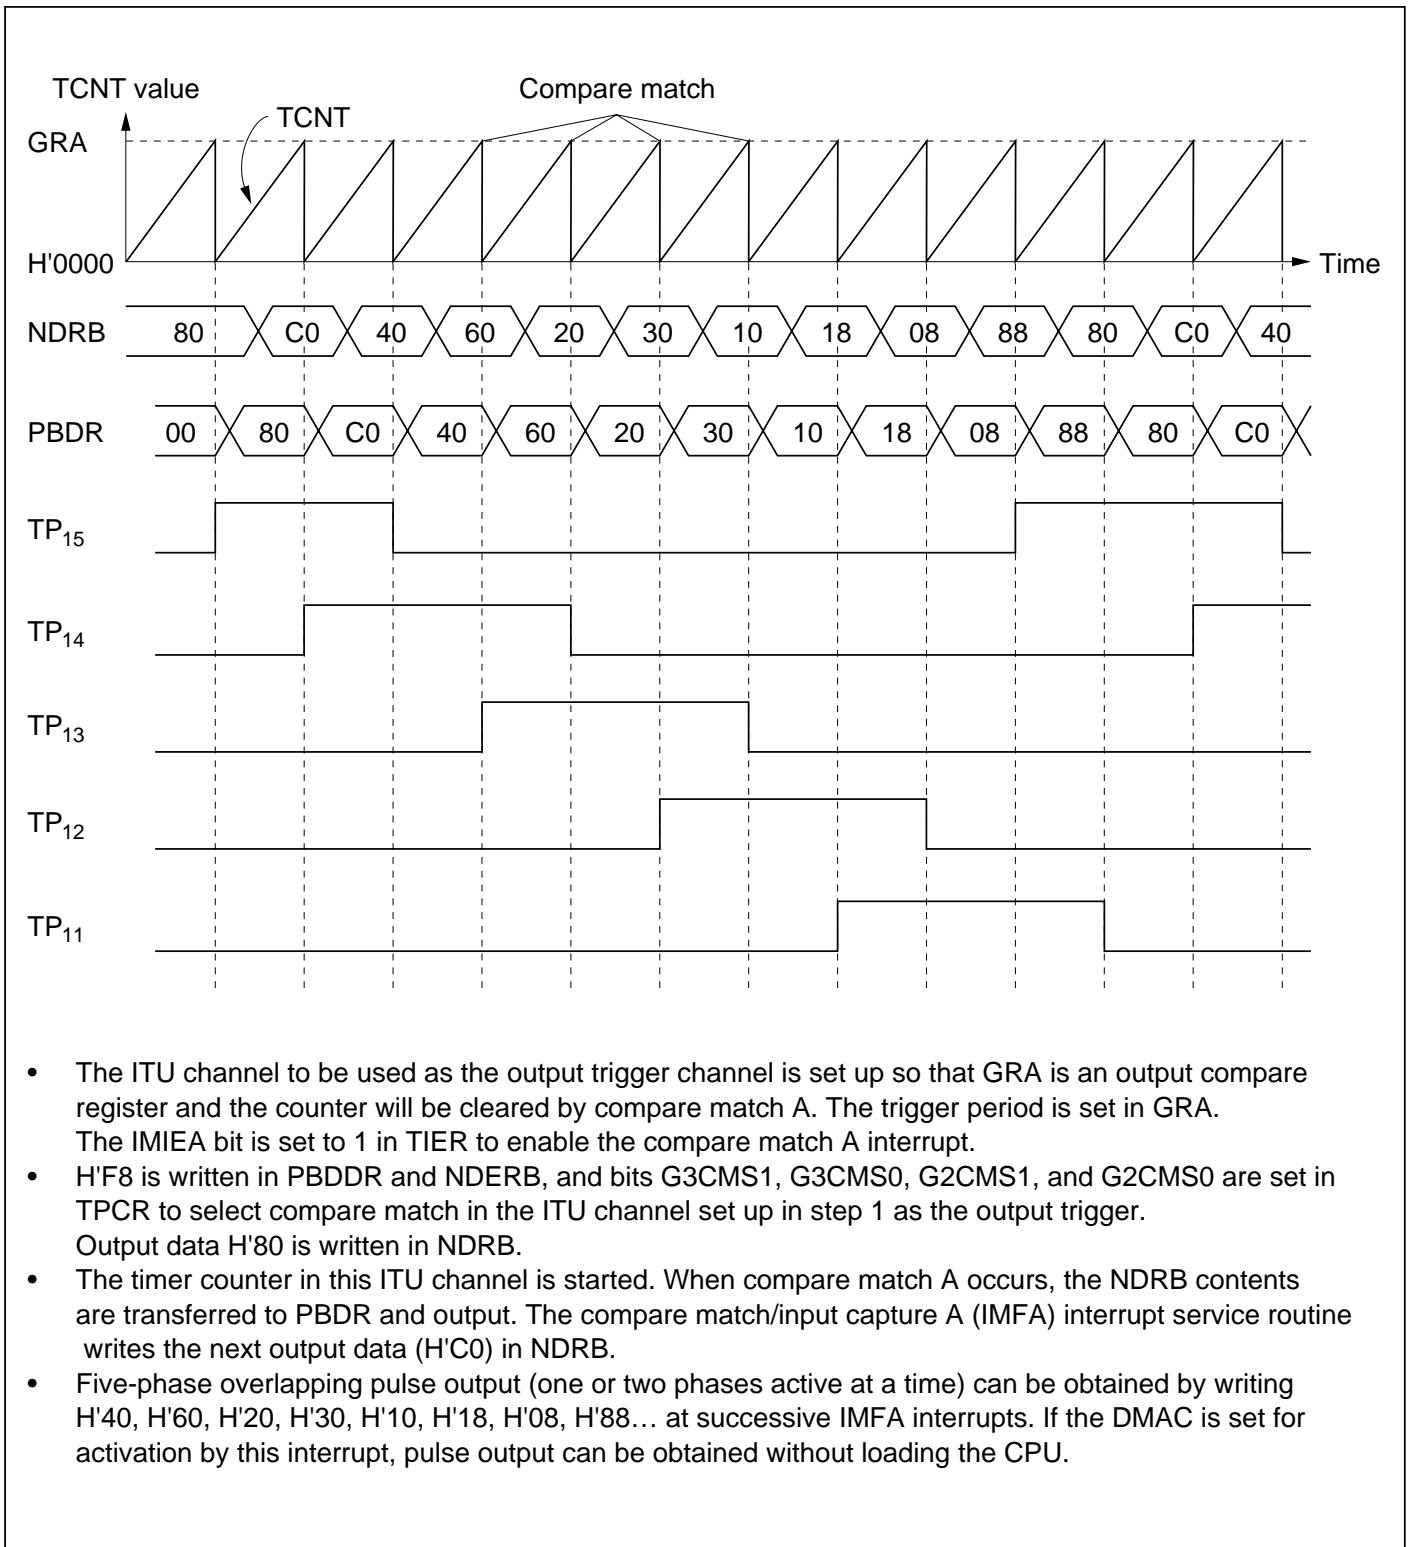 TCNT value
Compare match
TCNT
GRA
H'0000
Time
NDRB 80 C0 40 60 20 30 10 18 08 88 80 C0 40
PBDR 00 80 C0 40 60 20 30 10 18 08 88 80 C0
TP15
TP14
TP13
TP12
TP11
• The ITU channel to be used as the output trigger channel is set up so that GRA is an output compare
register and the counter will be cleared by compare match A. The trigger period is set in GRA.
The IMIEA bit is set to 1 in TIER to enable the compare match A interrupt.
• H'F8 is written in PBDDR and NDERB, and bits G3CMS1, G3CMS0, G2CMS1, and G2CMS0 are set in
TPCR to select compare match in the ITU channel set up in step 1 as the output trigger.
Output data H'80 is written in NDRB.
• The timer counter in this ITU channel is started. When compare match A occurs, the NDRB contents
are transferred to PBDR and output. The compare match/input capture A (IMFA) interrupt service routine
writes the next output data (H'C0) in NDRB.
• Five-phase overlapping pulse output (one or two phases active at a time) can be obtained by writing
H'40, H'60, H'20, H'30, H'10, H'18, H'08, H'88… at successive IMFA interrupts. If the DMAC is set for
activation by this interrupt, pulse output can be obtained without loading the CPU.